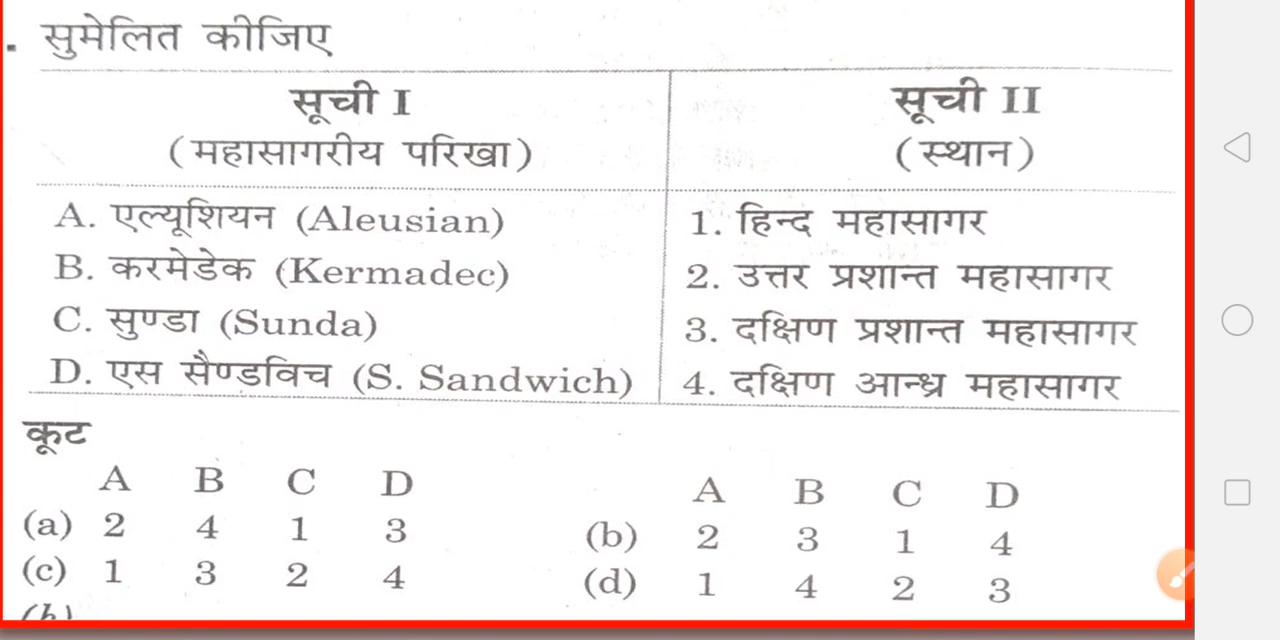 . सुमेलित कीजिए
सूची I सूची II
(महासागरीय परिखा) (स्थान)
A. एल्यूशियन (Aleusian) 1. हिन्द महासागर
B. करमेडेक (Kermadec) 2. उत्तर प्रशान्त महासागर
C. सुण्डा (Sunda) 3. दक्षिण प्रशान्त महासागर
D. एस सैण्डविच (S. Sandwich) 4. दक्षिण आन्ध्र महासागर
कूट
A B C D A B C D
(a) 2 4 1 3 (b) 2 3 1 4
(c) 1 3 2 4 (d) 1 4 2 3